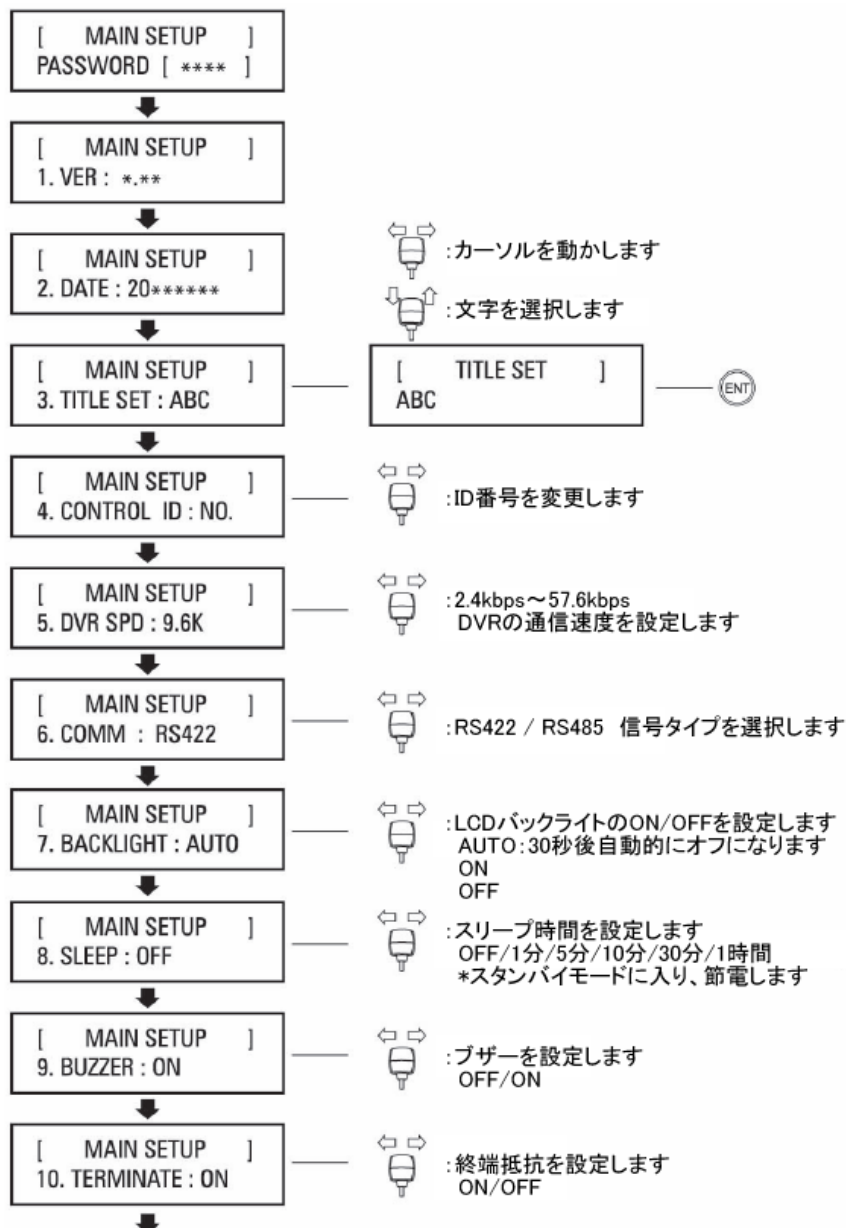 [ MAIN SETUP ]
PASSWORD [ **** ]
[ MAIN SETUP ]
1. VER : *.**
[ MAIN SETUP ]
2. DATE : 20******
:カーソルを動かします
:文字を選択します
[ MAIN SETUP ]
3. TITLE SET : ABC
[ TITLE SET ]
ABC
ENT
[ MAIN SETUP ]
4. CONTROL ID : NO.
:ID番号を変更します
[ MAIN SETUP ]
5. DVR SPD : 9.6K
:2.4kbps～57.6kbps
DVRの通信速度を設定します
[ MAIN SETUP ]
6. COMM : RS422
:RS422 / RS485 信号タイプを選択します
[ MAIN SETUP ]
7. BACKLIGHT : AUTO
:LCDバックライトのON/OFFを設定します
AUTO:30秒後自動的にオフになります
ON
OFF
[ MAIN SETUP ]
8. SLEEP : OFF
:スリープ時間を設定します
OFF/1分/5分/10分/30分/1時間
*スタンバイモードに入り、節電します
[ MAIN SETUP ]
9. BUZZER : ON
:ブザーを設定します
OFF/ON
[ MAIN SETUP ]
10. TERMINATE : ON
:終端抵抗を設定します
ON/OFF